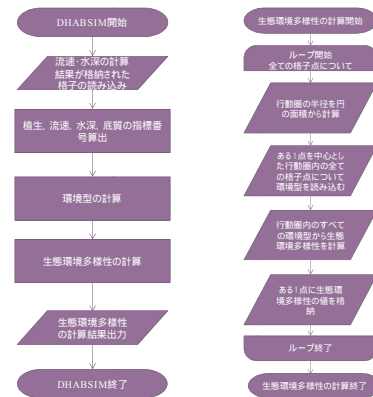 DHABSIM開始
流速・水深の計算
結果が格納された
格子の読み込み
植生, 流速、水深、底質の指標番
号算出
環境型の計算
生態環境多様性の計算
生態環境多様性
の計算結果出力
DHABSIM終了
生態環境多様性の計算開始
ループ開始
全ての格子点について
行動圏の半径を円
の面積から計算
ある1点を中心とし
た行動圏内の全て
の格子点について
環境型を読み込む
行動圏内のすべて
の環境型から生態
環境多様性を計算
ある1点に生態環
境多様性の値を格
納
ループ終了
生態環境多様性の計算終了